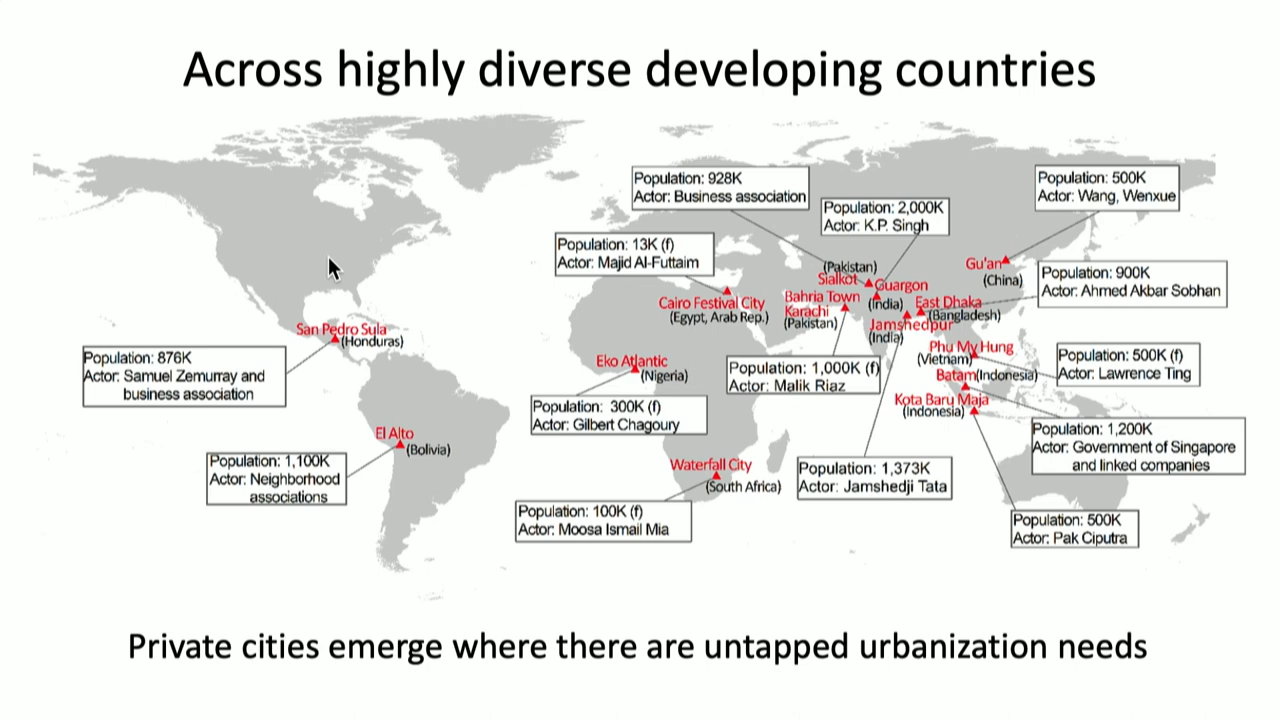 Across highly diverse developing countries
Population: 928K
Actor: Business association
Population: 500K
Actor: Wang, Wenxue
Population: 2,000K
Actor: K.P. Singh
Population: 13K (f)
Actor: Majid Al-Futtaim
(Pakistan)
Sialkot
Guargon
(India)
Gu'an
(China)
Population: 900K
Actor: Ahmed Akbar Sobhan
Cairo Festival City
(Egypt, Arab Rep.)
Bahria Town
Karachi
(Pakistan)
East Dhaka
(Bangladesh)
Jamshedpur
(India)
San Pedro Sula
(Honduras)
Population: 876K
Actor: Samuel Zemurray and
business association
Eko Atlantic
(Nigeria)
Population: 1,000K (f)
Actor: Malik Riaz
Phu My Hung
(Vietnam)
Population: 500K (f)
Actor: Lawrence Ting
Batam(Indonesia)
Kota Baru Maja
(Indonesia)
Population: 300K (f)
Actor: Gilbert Chagoury
Population: 1,200K
Actor: Government of Singapore
and linked companies
El Alto
(Bolivia)
Population: 1,100K
Actor: Neighborhood
associations
Waterfall City
(South Africa)
Population: 1,373K
Actor: Jamshedji Tata
Population: 100K (f)
Actor: Moosa Ismail Mia
Population: 500K
Actor: Pak Ciputra
Private cities emerge where there are untapped urbanization needs